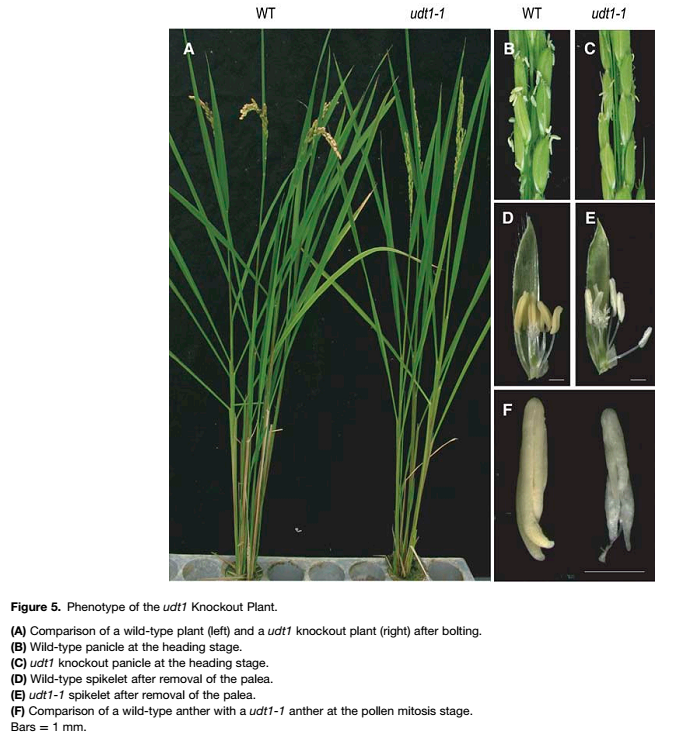 WT udt1-1 WT udt1-1
A B C
D E
F
Figure 5. Phenotype of the udt1 Knockout Plant.
(A) Comparison of a wild-type plant (left) and a udt1 knockout plant (right) after bolting.
(B) Wild-type panicle at the heading stage.
(C) udt1 knockout panicle at the heading stage.
(D) Wild-type spikelet after removal of the palea.
(E) udt1-1 spikelet after removal of the palea.
(F) Comparison of a wild-type anther with a udt1-1 anther at the pollen mitosis stage.
Bars = 1 mm.